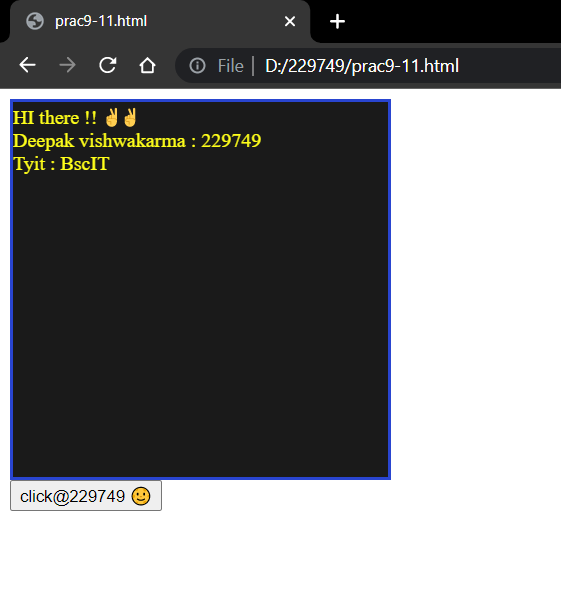 prac9-11.html
File D:/229749/prac9-11.html
HI there !! ✌✌
Deepak vishwakarma : 229749
Tyit : BscIT
click@229749 🙂